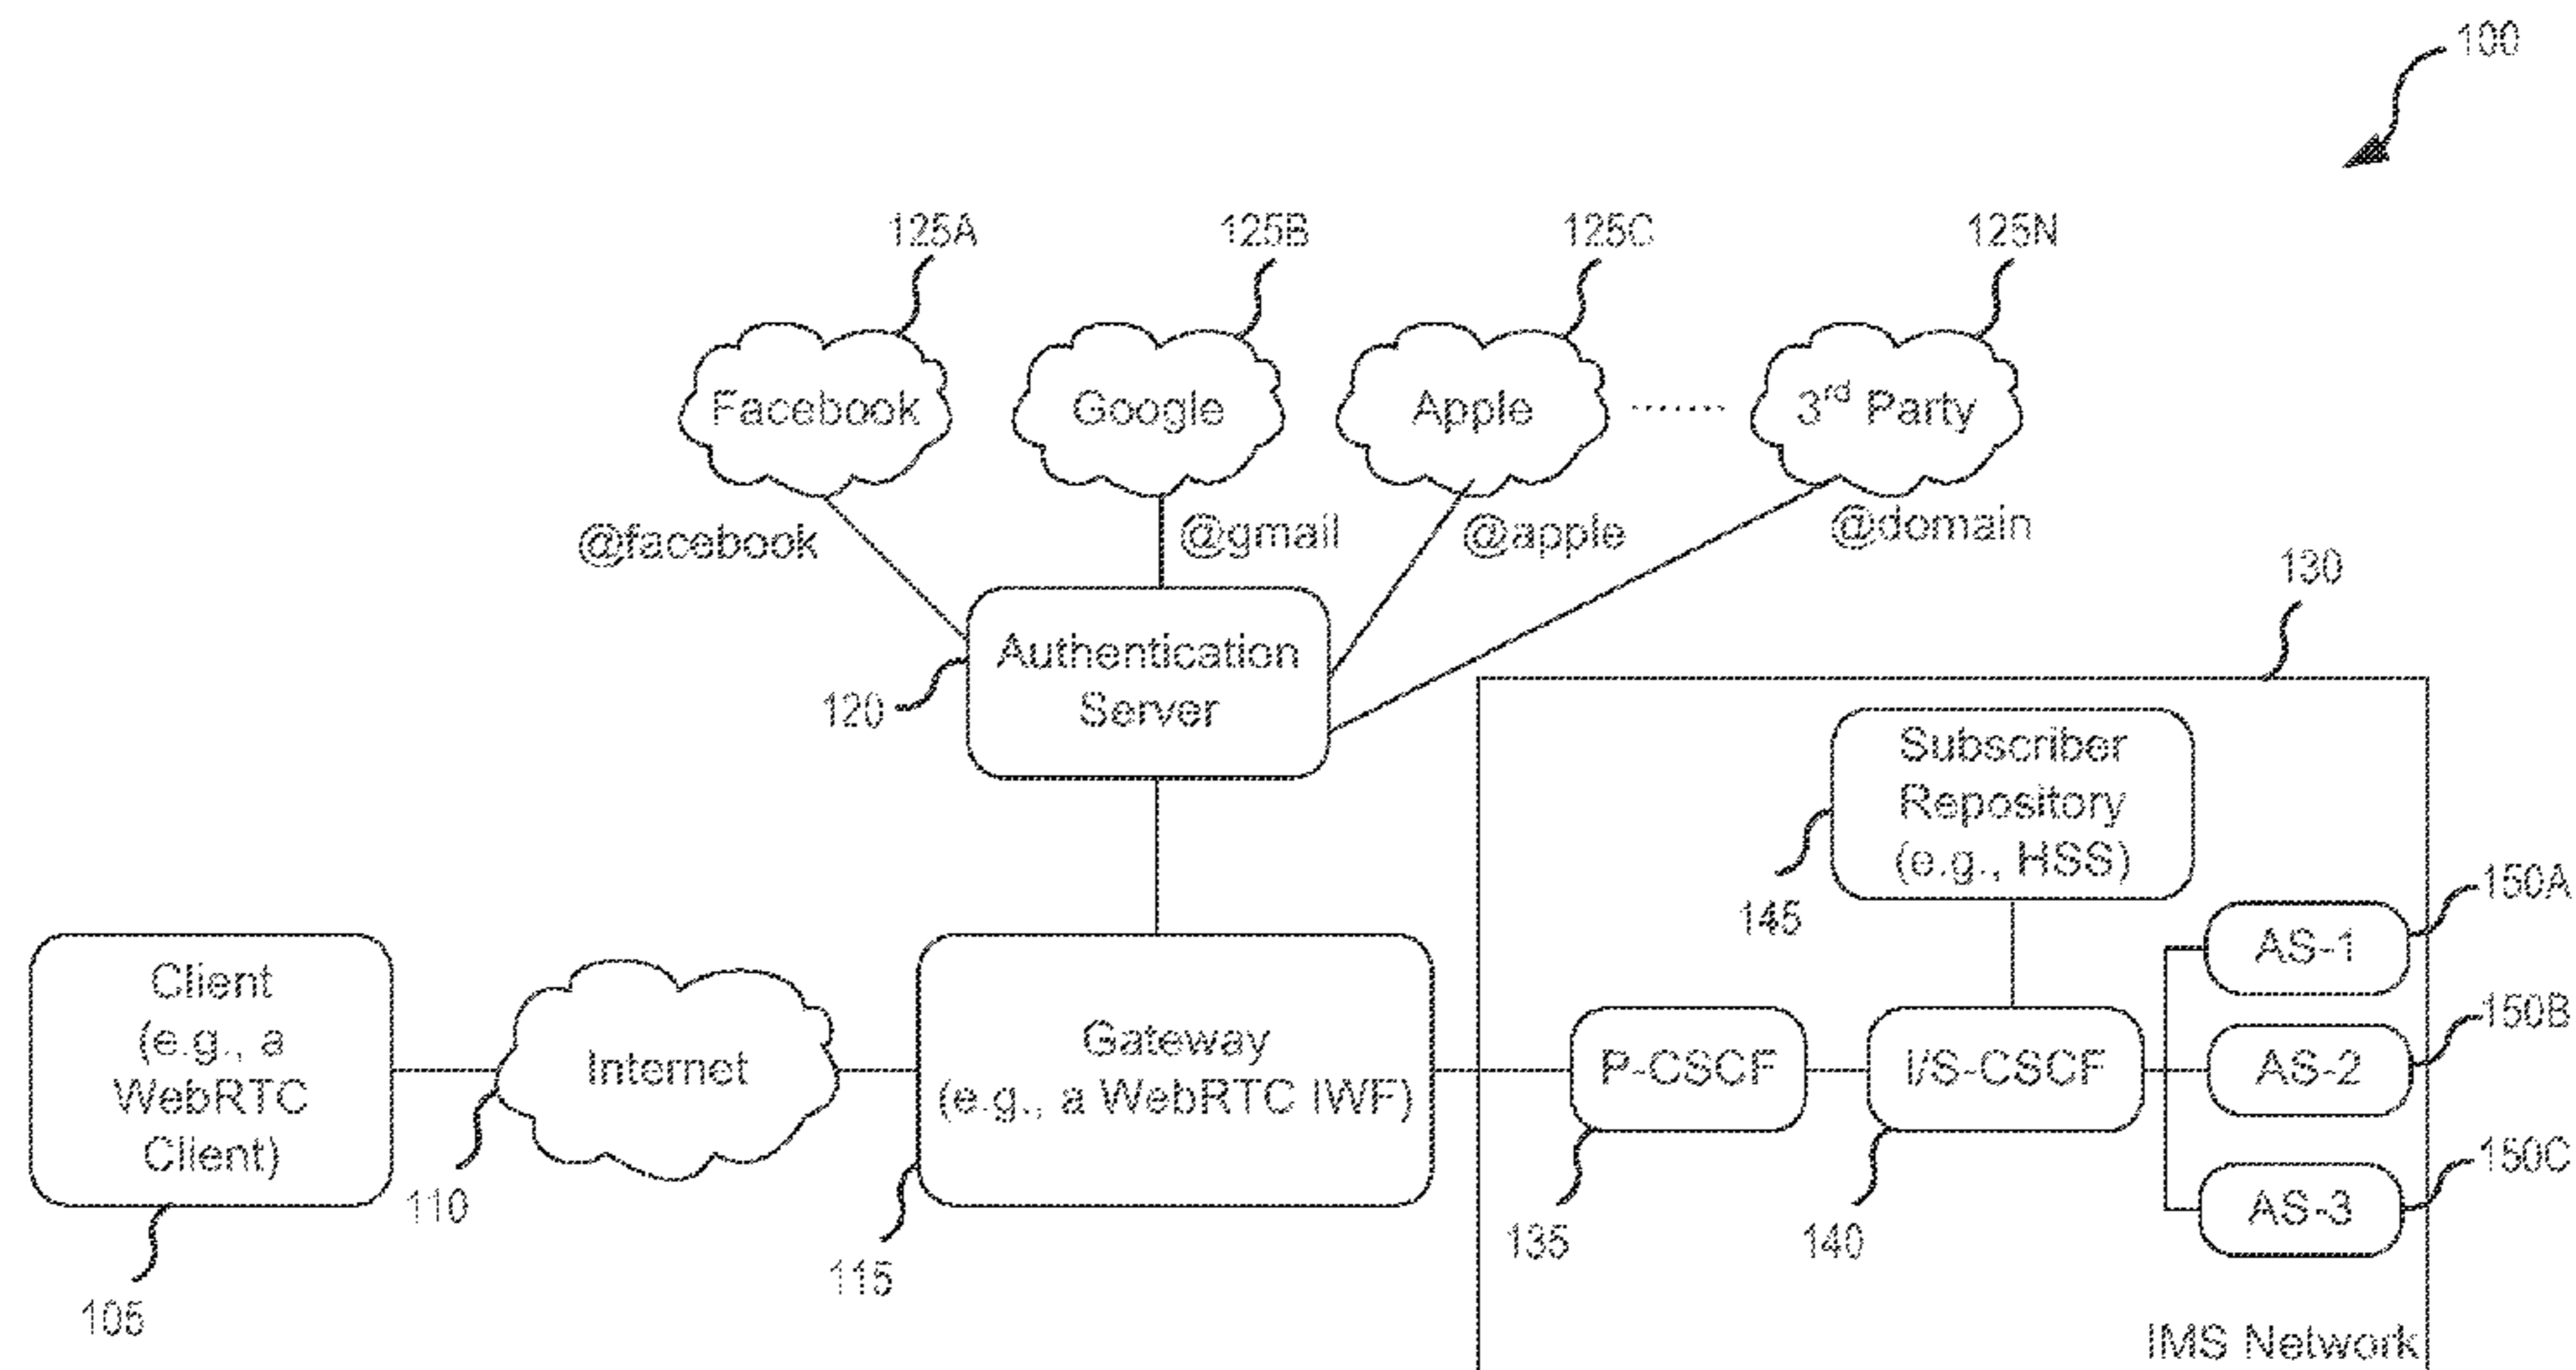 100
125A
125B
125C
125N
Facebook
Google
Apple
3rd Party
@facebook
@gmail
@apple
@domain
130
Authentication
Server
120
Subscriber
Repository
(e.g., HSS)
145
150A
AS-1
Client
(e.g., a
WebRTC
Client)
Internet
Gateway
(e.g., a WebRTC IWF)
P-CSCF
I/S-CSCF
150B
AS-2
150C
AS-3
110
135
140
115
105
IMS Network